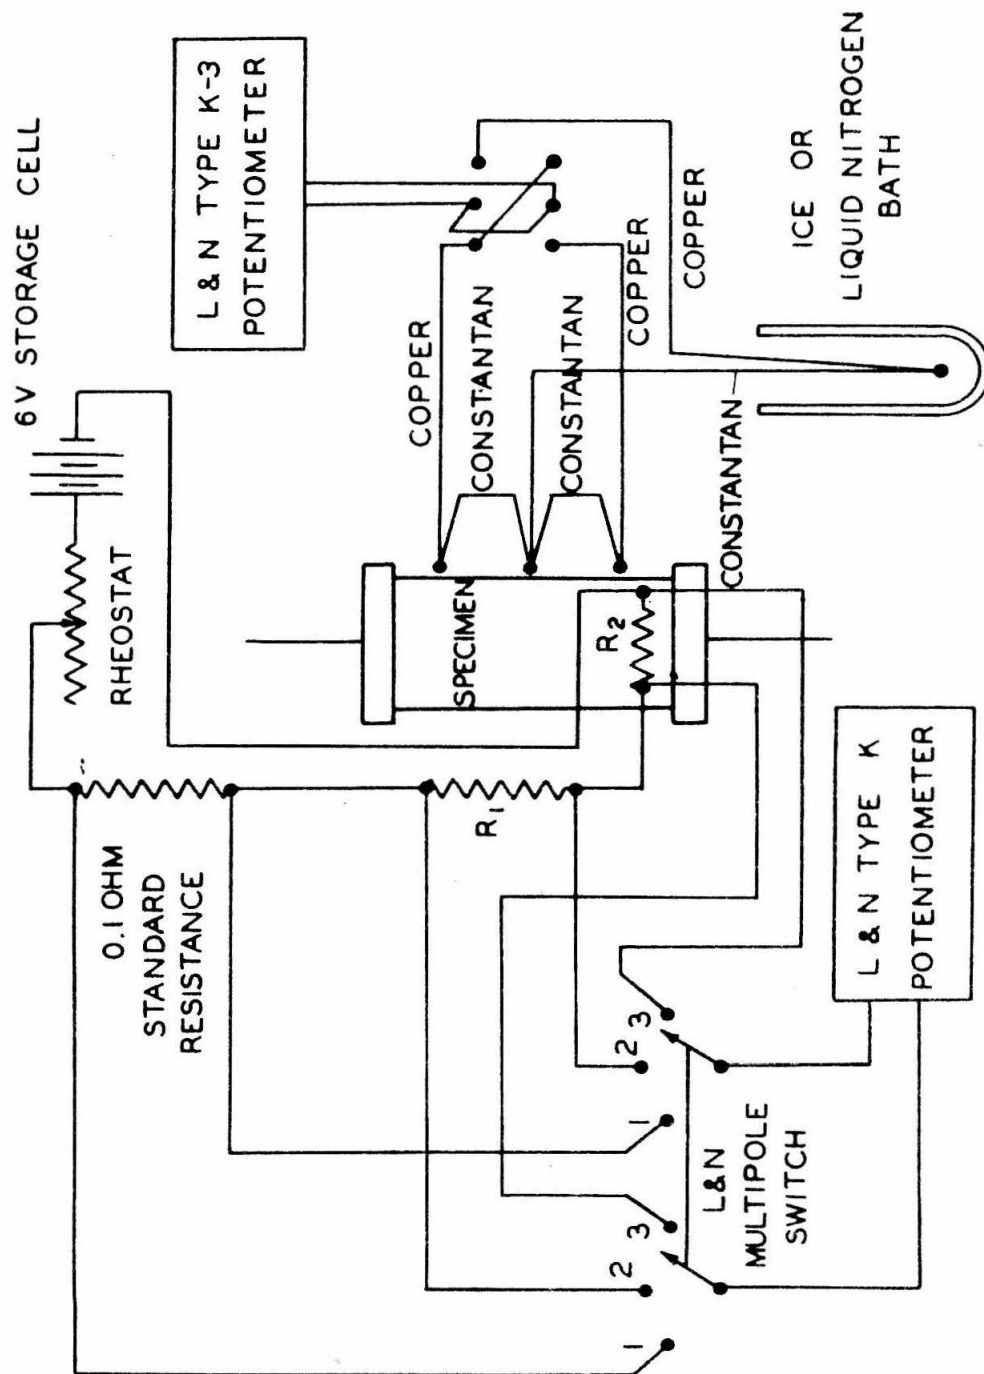 6V STORAGE CELL
L & N TYPE K-3
POTENTIOMETER
RHEOSTAT
0.1 OHM
STANDARD
RESISTANCE
R1
R2
SPECIMEN
COPPER
CONSTANTAN
CONSTANTAN
COPPER
COPPER
CONSTANTAN
ICE OR
LIQUID NITROGEN
BATH
L & N TYPE K
POTENTIOMETER
1
2
3
1
2
3
L&N
MULTIPOLE
SWITCH